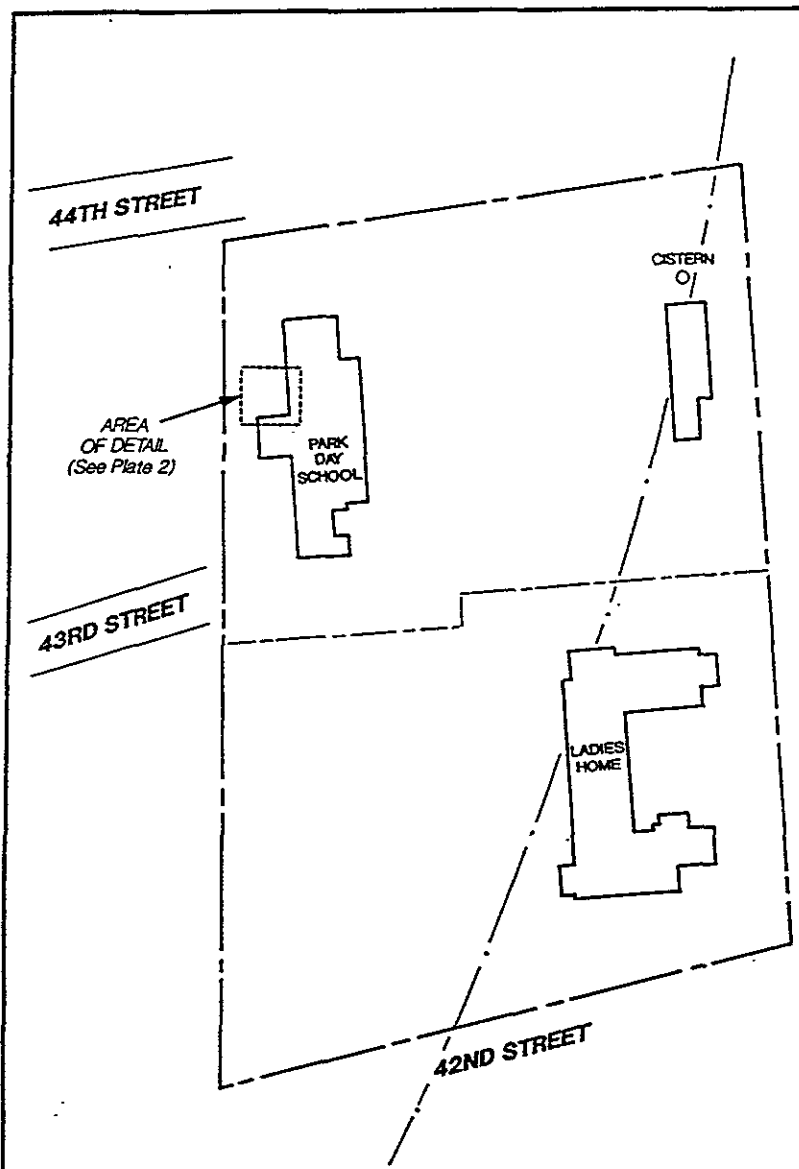 44TH STREET
CISTERN
AREA
OF DETAIL
(See Plate 2)
PARK
DAY
SCHOOL
43RD STREET
LADIES
HOME
42ND STREET